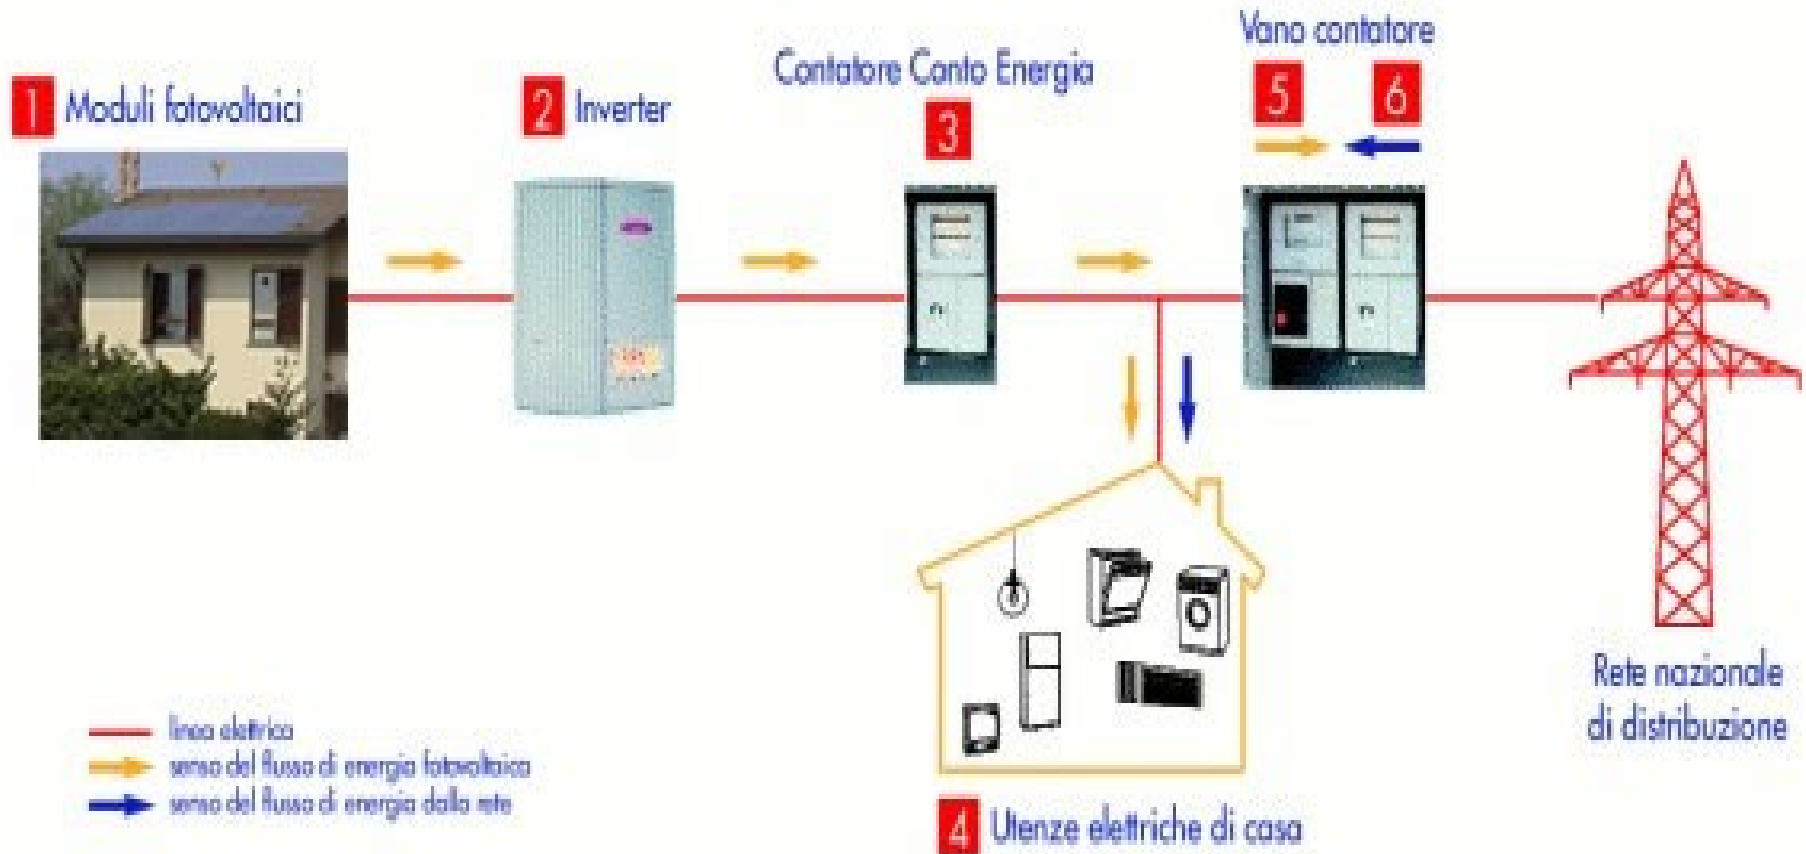 1 Moduli fotovoltaici
2 Inverter
Contatore Conto Energia
3
Vano contatore
5 6
Rete nazionale
di distribuzione
linea elettrica
senso del flusso di energia fotovoltaica
senso del flusso di energia dalla rete
4 Utenze elettriche di casa